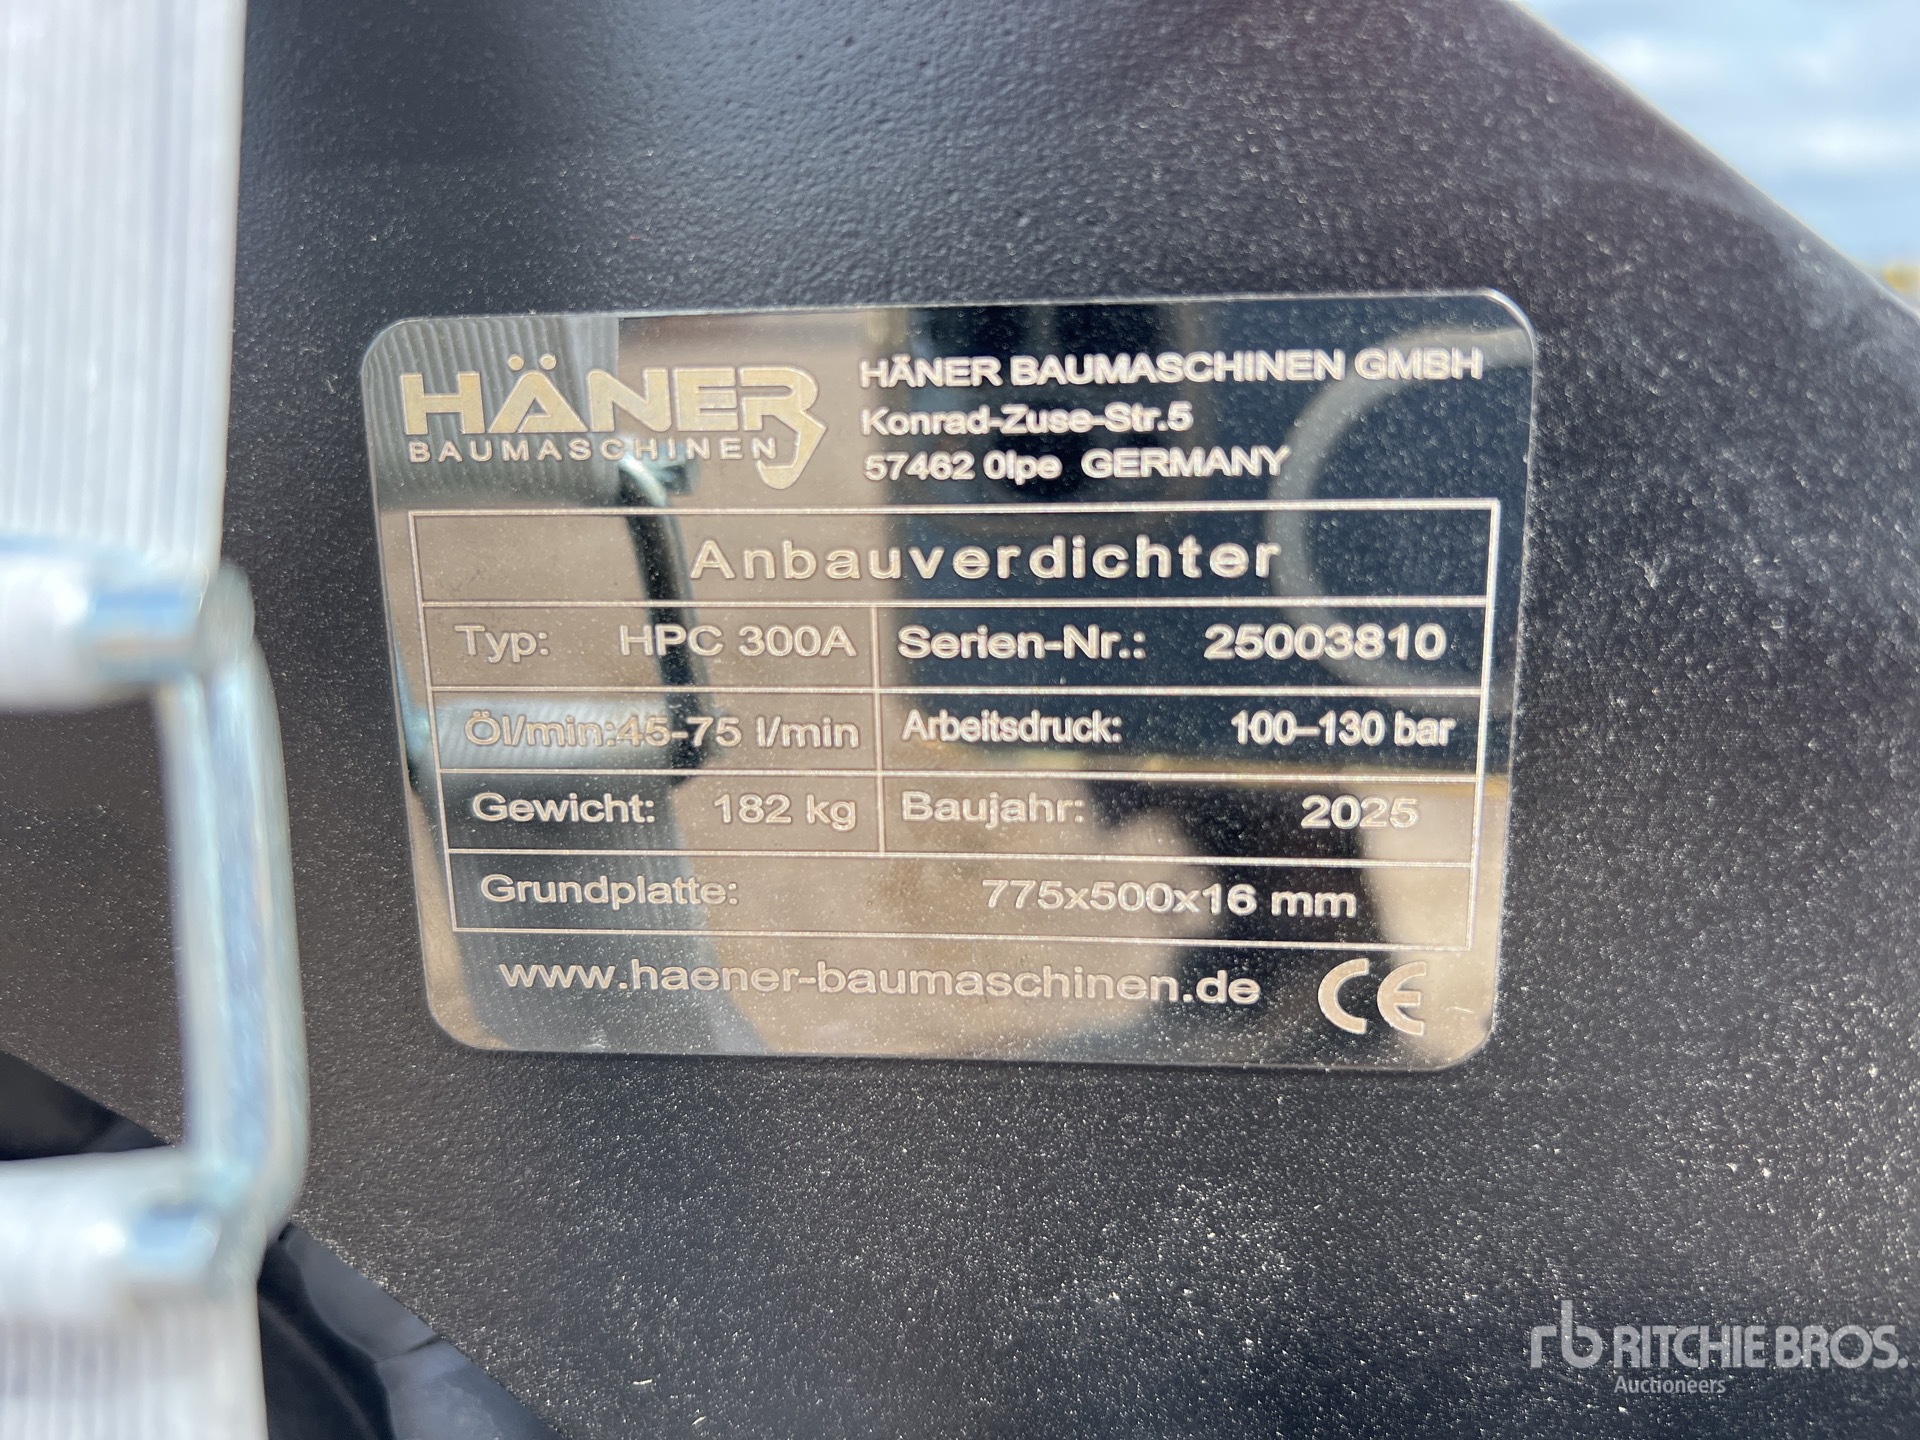 HÄNER
BAUMASCHINEN
HÄNER BAUMASCHINEN GMBH
Konrad-Zuse-Str.5
57462 0lpe GERMANY
Anbauverdichter
Typ: HPC 300A Serien-Nr.: 25003810
Öl/min:45-75 l/min Arbeitsdruck: 100–130 bar
Gewicht: 182 kg Baujahr: 2025
Grundplatte: 775x500x16 mm
www.haener-baumaschinen.de CE
rb RITCHIE BROS.
Auctioneers